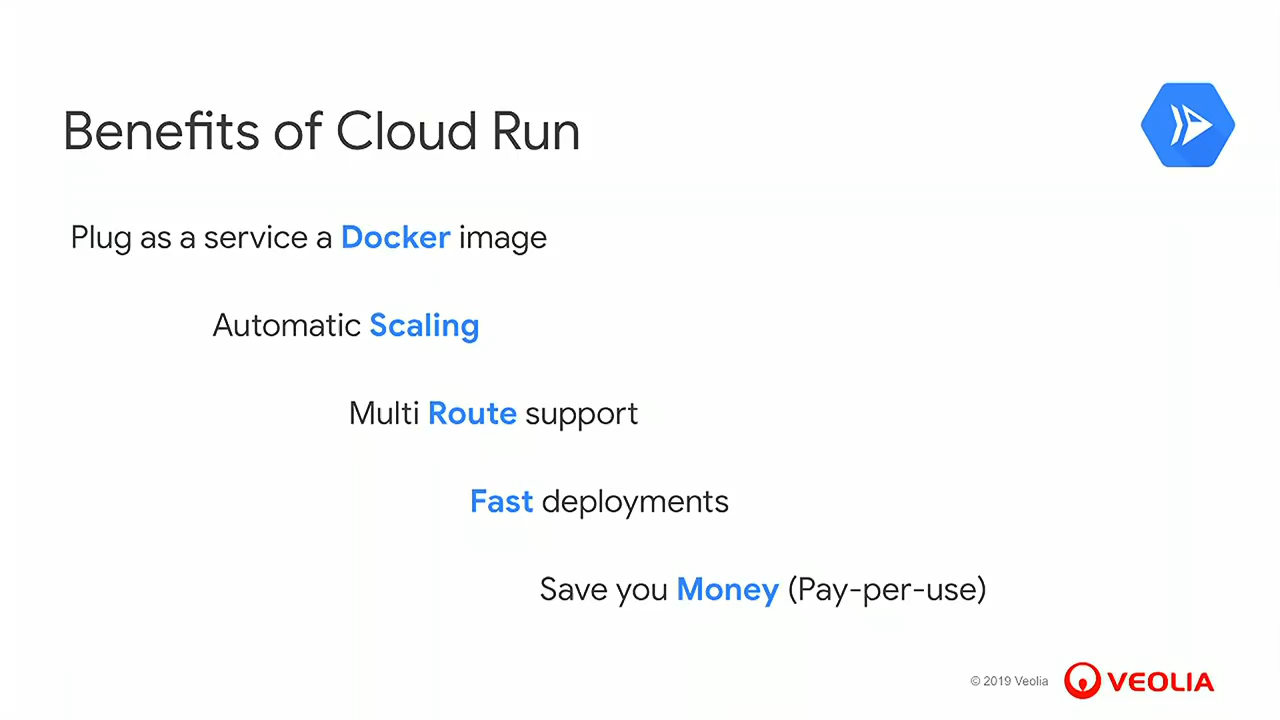 Benefits of Cloud Run
Plug as a service a Docker image
Automatic Scaling
Multi Route support
Fast deployments
Save you Money (Pay-per-use)
© 2019 Veolia VEOLIA